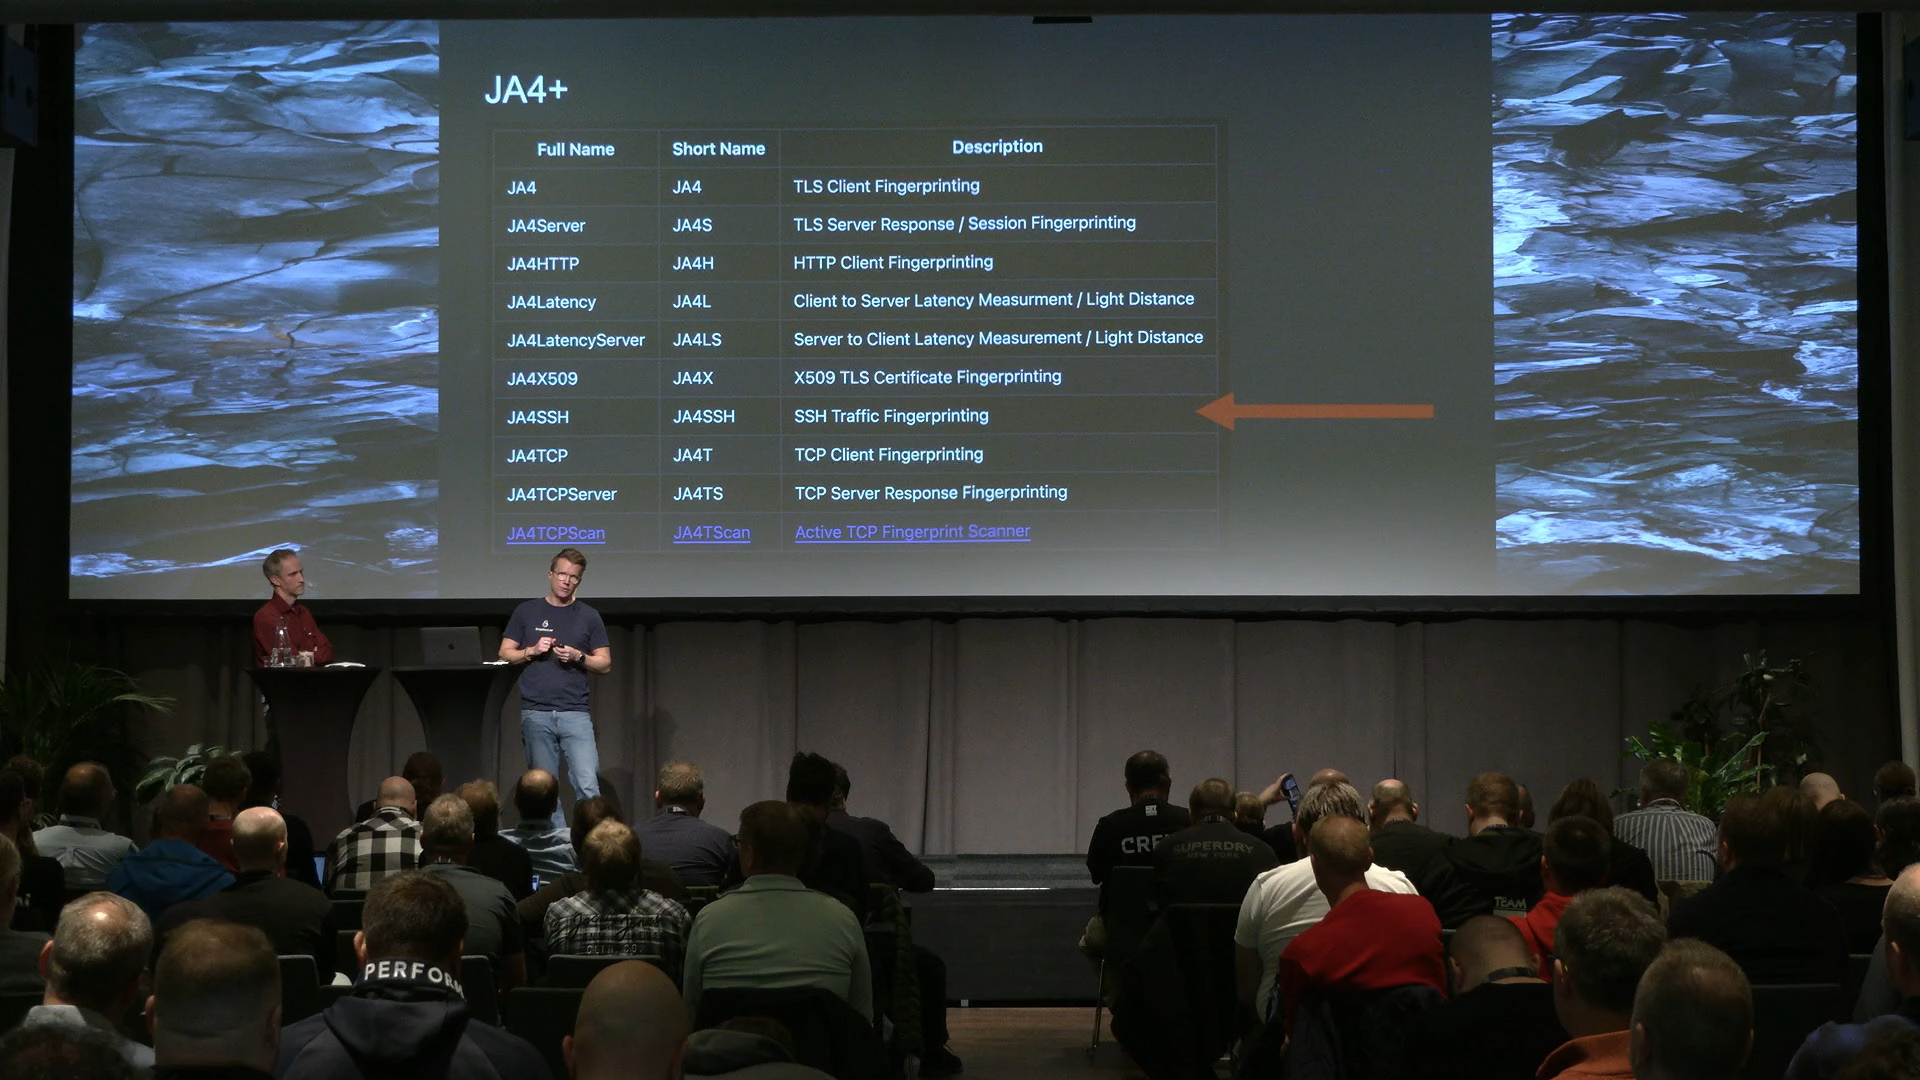 JA4+
Full Name Short Name Description
JA4 JA4 TLS Client Fingerprinting
JA4Server JA4S TLS Server Response / Session Fingerprinting
JA4HTTP JA4H HTTP Client Fingerprinting
JA4Latency JA4L Client to Server Latency Measurment / Light Distance
JA4LatencyServer JA4LS Server to Client Latency Measurement / Light Distance
JA4X509 JA4X X509 TLS Certificate Fingerprinting
JA4SSH JA4SSH SSH Traffic Fingerprinting
JA4TCP JA4T TCP Client Fingerprinting
JA4TCPServer JA4TS TCP Server Response Fingerprinting
JA4TCPScan JA4TScan Active TCP Fingerprint Scanner
SUPERDRY
NEW YORK
TEAM